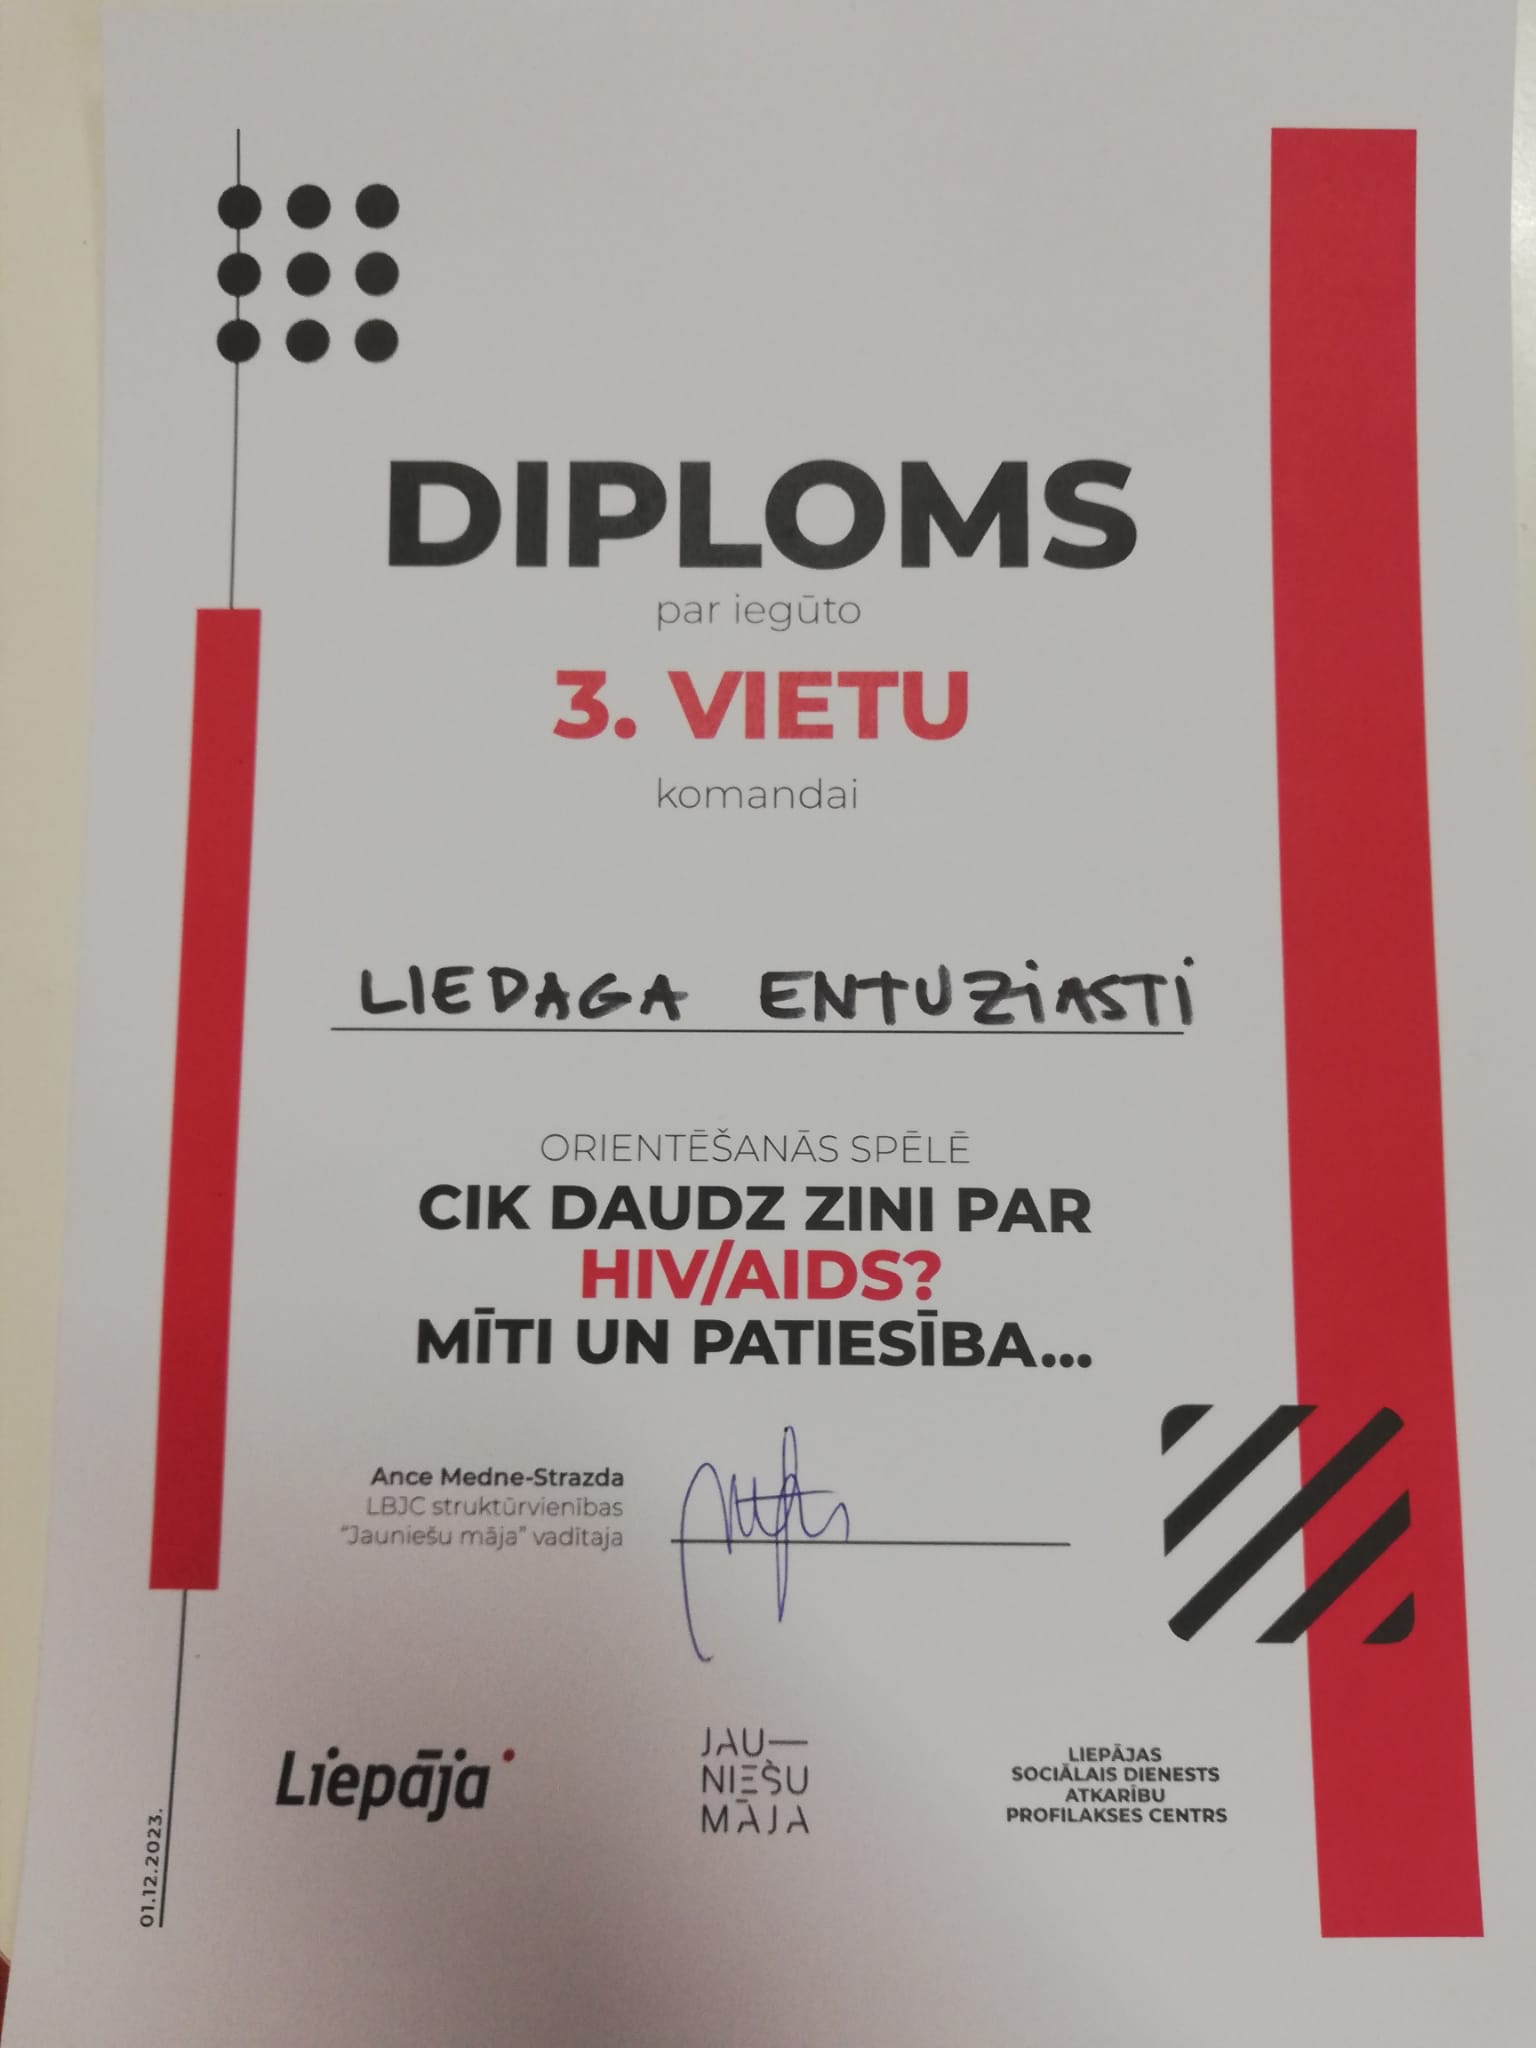 DIPLOMS
par iegūto
3. VIETU
komandai
LIEDAGA ENTUZiASTi
ORIENTĒŠANĀS SPĒLĒ
CIK DAUDZ ZINI PAR
HIV/AIDS?
MĪTI UN PATIESĪBA...
Ance Medne-Strazda
LBJC struktūrvienības
"Jauniešu māja" vadītaja
Liepāja
JAU—
NIEŠU
MĀJA
LIEPĀJAS
SOCIĀLAIS DIENESTS
ATKARĪBU
PROFILAKSES CENTRS
01.12.2023.